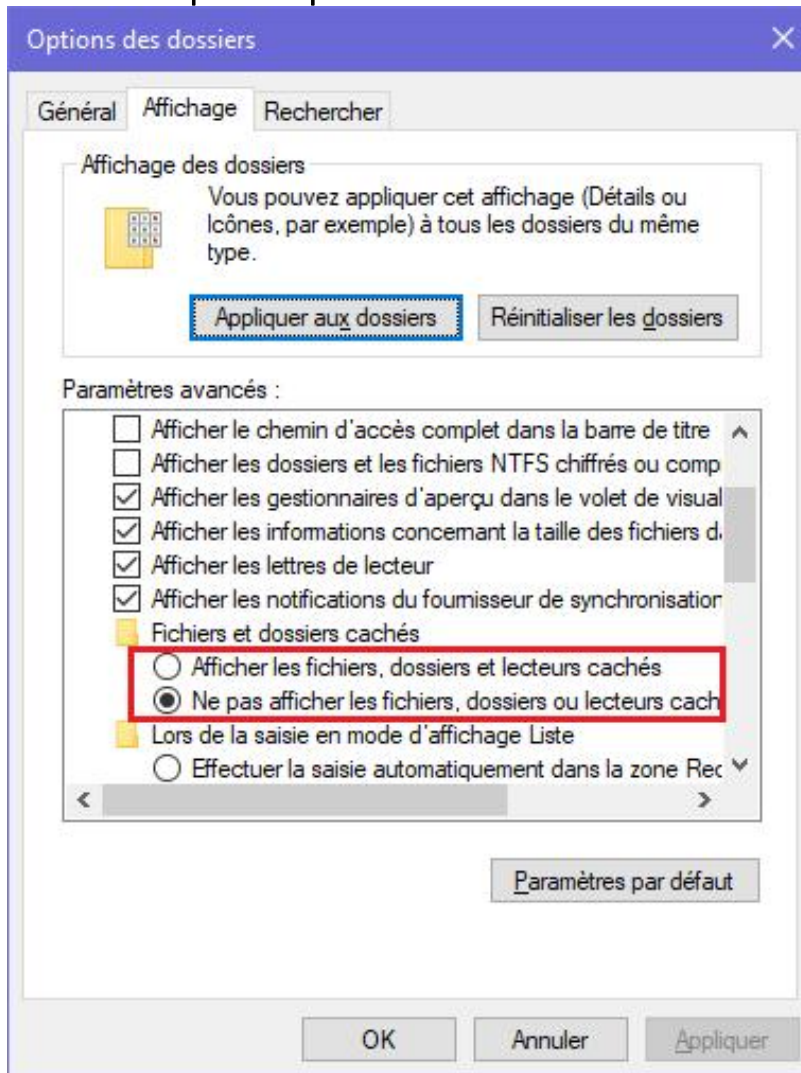 Options des dossiers
Général Affichage Rechercher
Affichage des dossiers
Vous pouvez appliquer cet affichage (Détails ou
Icônes, par exemple) à tous les dossiers du même
type.
Appliquer aux dossiers Réinitialiser les dossiers
Paramètres avancés :
Afficher le chemin d'accès complet dans la barre de titre
Afficher les dossiers et les fichiers NTFS chiffrés ou comp
Afficher les gestionnaires d'aperçu dans le volet de visual
Afficher les informations concernant la taille des fichiers d
Afficher les lettres de lecteur
Afficher les notifications du fournisseur de synchronisation
Fichiers et dossiers cachés
Afficher les fichiers, dossiers et lecteurs cachés
Ne pas afficher les fichiers, dossiers ou lecteurs cach
Lors de la saisie en mode d'affichage Liste
Effectuer la saisie automatiquement dans la zone Rec
Paramètres par défaut
OK Annuler Appliquer